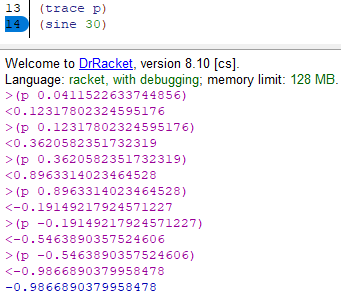 13 (trace p)
14 (sine 30)
Welcome to DrRacket, version 8.10 [cs].
Language: racket, with debugging; memory limit: 128 MB.
>(p 0.0411522633744856)
<0.12317802324595176
>(p 0.12317802324595176)
<0.3620582351732319
>(p 0.3620582351732319)
<0.8963314023464528
>(p 0.8963314023464528)
<-0.19149217924571227
>(p -0.19149217924571227)
<-0.5463890357524606
>(p -0.5463890357524606)
<-0.9866890379958478
-0.9866890379958478